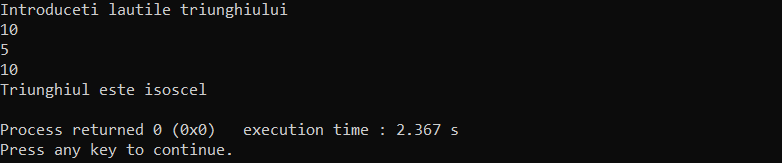 Introduceti lautile triunghiului
10
5
10
Triunghiul este isoscel
Process returned 0 (0x0)   execution time : 2.367 s
Press any key to continue.